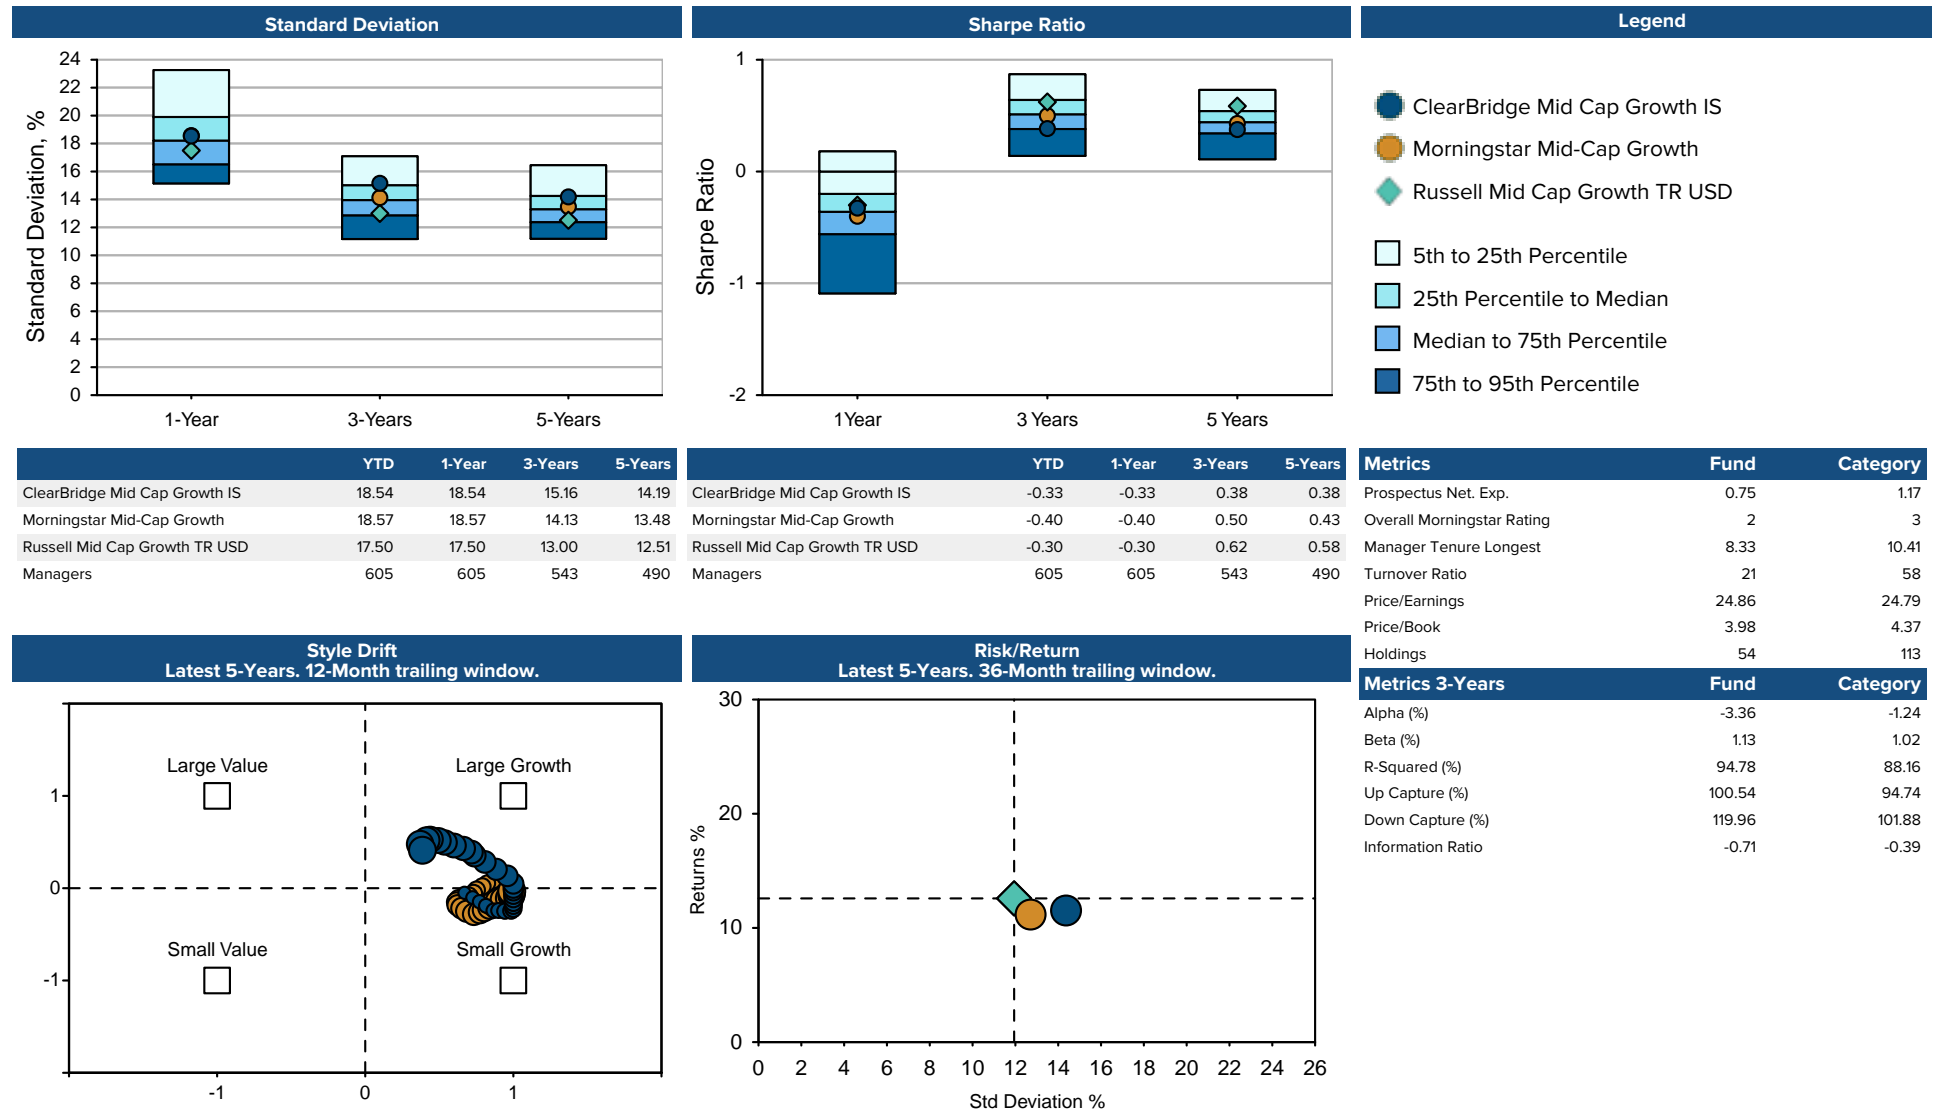 Standard Deviation
24
22
20
18
16
14
12
10
8
6
4
2
0
Standard Deviation, %
1-Year 3-Years 5-Years
Sharpe Ratio
1
0
-1
-2
Sharpe Ratio
1Year 3 Years 5 Years
Legend
ClearBridge Mid Cap Growth IS
Morningstar Mid-Cap Growth
Russell Mid Cap Growth TR USD
5th to 25th Percentile
25th Percentile to Median
Median to 75th Percentile
75th to 95th Percentile
YTD 1-Year 3-Years 5-Years
ClearBridge Mid Cap Growth IS 18.54 18.54 15.16 14.19
Morningstar Mid-Cap Growth 18.57 18.57 14.13 13.48
Russell Mid Cap Growth TR USD 17.50 17.50 13.00 12.51
Managers 605 605 543 490
YTD 1-Year 3-Years 5-Years
ClearBridge Mid Cap Growth IS -0.33 -0.33 0.38 0.38
Morningstar Mid-Cap Growth -0.40 -0.40 0.50 0.43
Russell Mid Cap Growth TR USD -0.30 -0.30 0.62 0.58
Managers 605 605 543 490
Metrics Fund Category
Prospectus Net. Exp. 0.75 1.17
Overall Morningstar Rating 2 3
Manager Tenure Longest 8.33 10.41
Turnover Ratio 21 58
Price/Earnings 24.86 24.79
Price/Book 3.98 4.37
Holdings 54 113
Metrics 3-Years Fund Category
Alpha (%) -3.36 -1.24
Beta (%) 1.13 1.02
R-Squared (%) 94.78 88.16
Up Capture (%) 100.54 94.74
Down Capture (%) 119.96 101.88
Information Ratio -0.71 -0.39
Style Drift
Latest 5-Years. 12-Month trailing window.
Large Value Large Growth
1
0
Small Value Small Growth
-1
-1 0 1
Risk/Return
Latest 5-Years. 36-Month trailing window.
30
20
10
0
Returns %
0 2 4 6 8 10 12 14 16 18 20 22 24 26
Std Deviation %